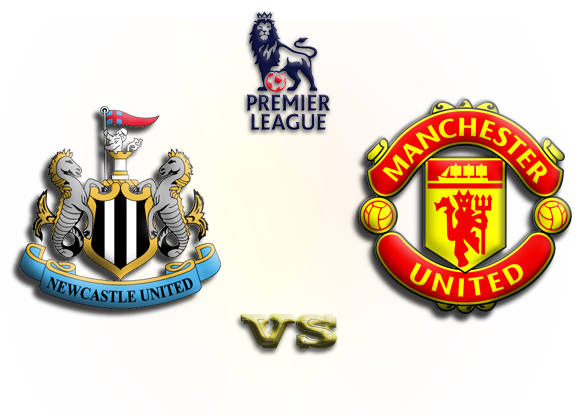 PREMIER
LEAGUE
NEWCASTLE UNITED
MANCHESTER
UNITED
VS